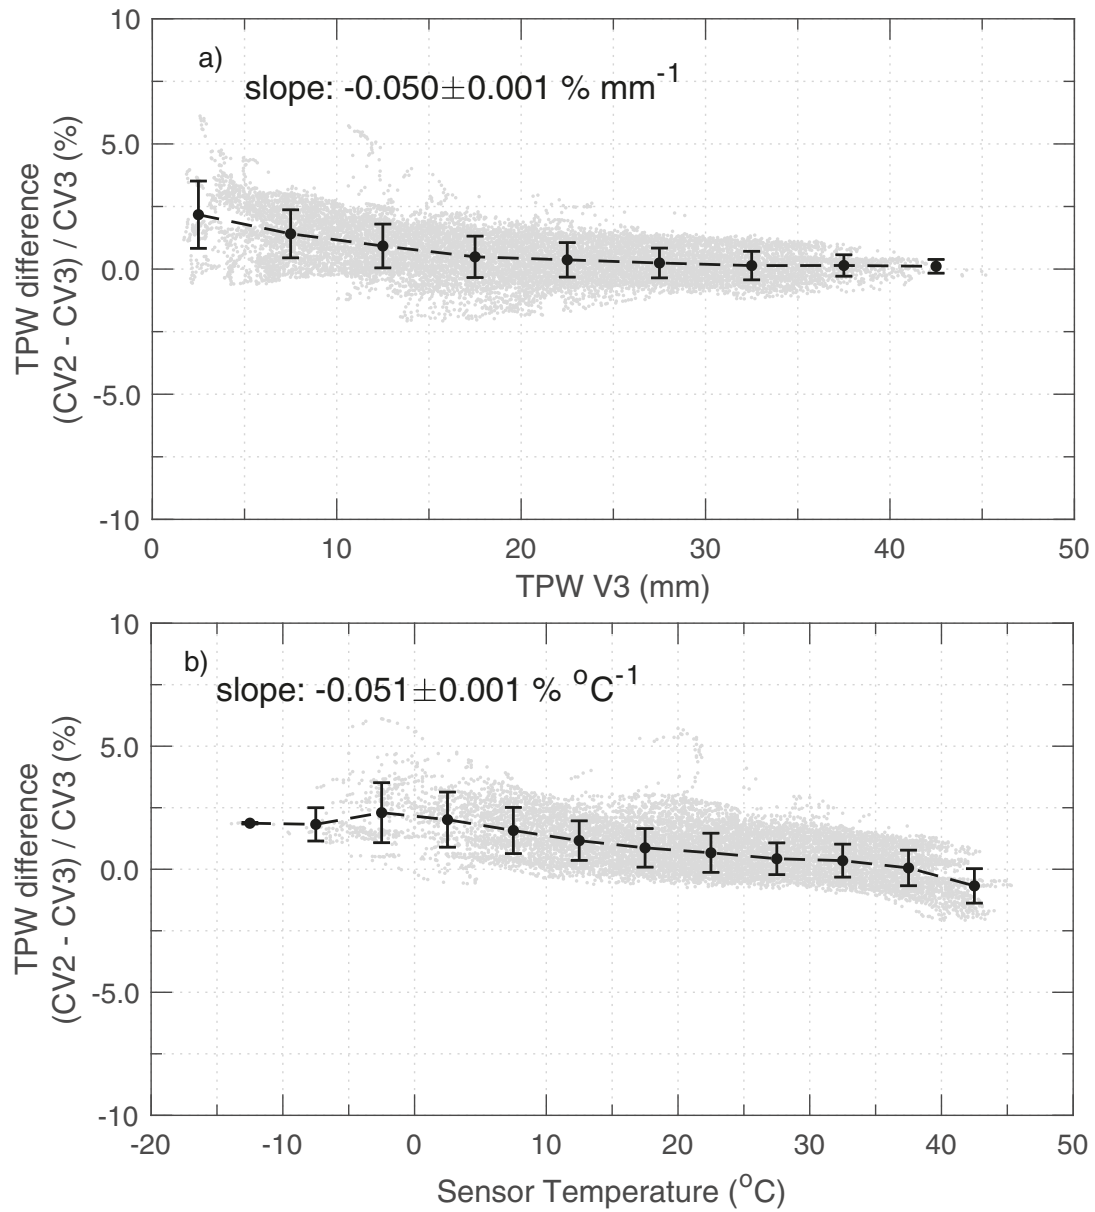 10
a)
slope: -0.050±0.001 % mm-1
5.0
0.0
-5.0
-10
TPW difference
(CV2 - CV3) / CV3 (%)
0 10 20 30 40 50
TPW V3 (mm)
10
b)
slope: -0.051±0.001 % oC-1
5.0
0.0
-5.0
-10
TPW difference
(CV2 - CV3) / CV3 (%)
-20 -10 0 10 20 30 40 50
Sensor Temperature (oC)